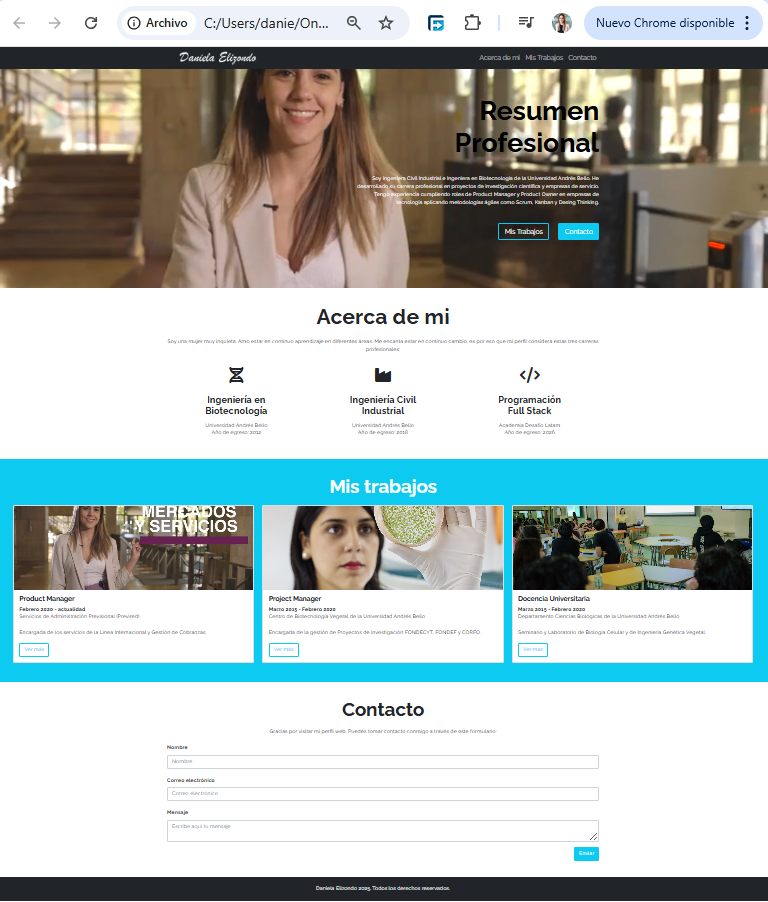 Archivo
C:/Users/danie/On...
Nuevo Chrome disponible
Daniela Elizondo
Acerca de mi
Mis Trabajos
Contacto
Resumen
Profesional
Soy Ingeniera Civil Industrial e Ingeniera en Biotecnología de la Universidad Andrés Bello. He
desarrollado su carrera profesional en proyectos de investigación científica y empresas de servicio.
Tengo experiencia cumpliendo roles de Product Manager y Product Owner en empresas de
tecnología aplicando metodologías ágiles como Scrum, Kanban y Desing Thinking.
Mis Trabajos
Contacto
Acerca de mi
Soy una mujer muy inquieta. Amo estar en continuo aprendizaje en diferentes áreas. Me encanta estar en continuo cambio, es por eso que mi perfil considera estas tres carreras
profesionales:
Ingeniería en
Biotecnología
Universidad Andrés Bello
Año de egreso: 2012
Ingeniería Civil
Industrial
Universidad Andrés Bello
Año de egreso: 2018
Programación
Full Stack
Academia Desafío Latam
Año de egreso: 2026
Mis trabajos
MERCADOS
Y SERVICIOS
Product Manager
Febrero 2020 - actualidad
Servicios de Administración Previsional (Previred)
Encargada de los servicios de la Línea Internacional y Gestión de Cobranzas.
Ver más
Project Manager
Marzo 2015 - Febrero 2020
Centro de Biotecnología Vegetal de la Universidad Andrés Bello
Encargada de la gestión de Proyectos de investigación FONDECYT, FONDEF y CORFO.
Ver más
Docencia Universitaria
Marzo 2015 - Febrero 2020
Departamento Ciencias Biológicas de la Universidad Andrés Bello
Seminario y Laboratorio de Biología Celular y de Ingeniería Genética Vegetal.
Ver más
Contacto
Gracias por visitar mi perfil web. Puedes tomar contacto conmigo a través de este formulario.
Nombre
Nombre
Correo electrónico
Correo electrónico
Mensaje
Escribe aquí tu mensaje
Enviar
Daniela Elizondo 2025. Todos los derechos reservados.